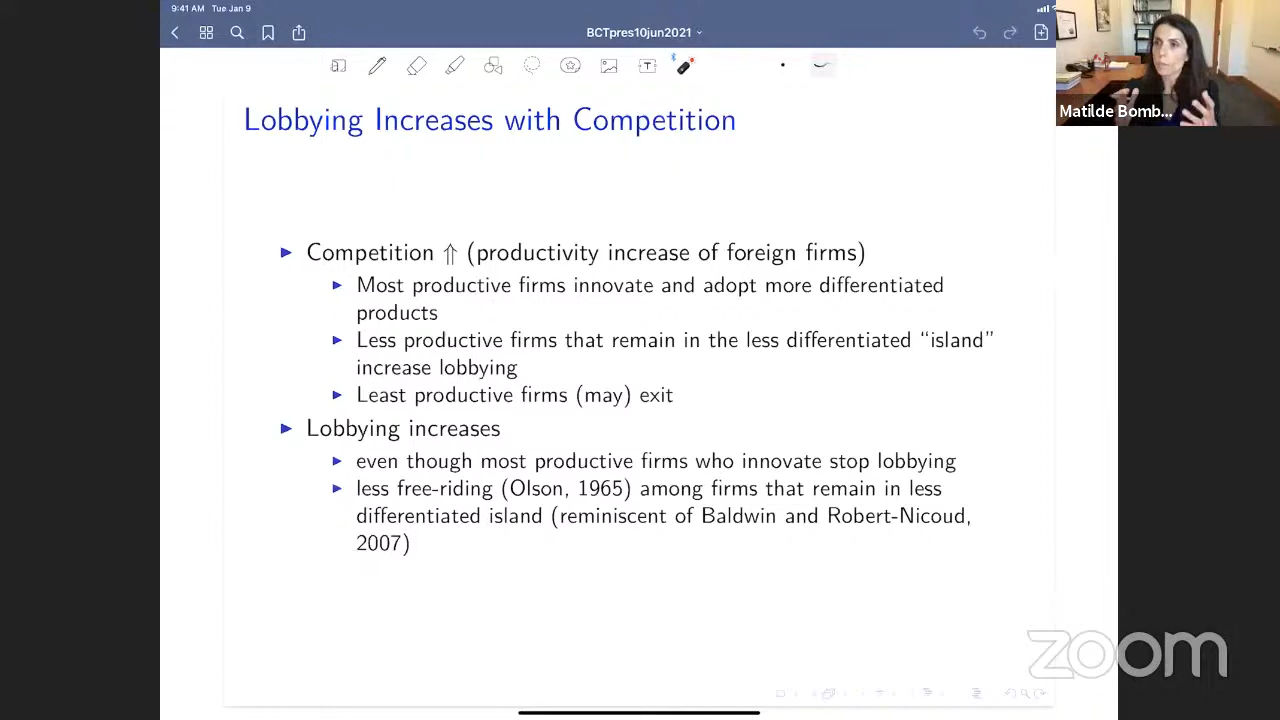 9:41 AM Tue Jan 9
BCTpres10jun2021
T
Matilde Bomb...
Lobbying Increases with Competition
Competition ⇑ (productivity increase of foreign firms)
Most productive firms innovate and adopt more differentiated
products
Less productive firms that remain in the less differentiated “island”
increase lobbying
Least productive firms (may) exit
Lobbying increases
even though most productive firms who innovate stop lobbying
less free-riding (Olson, 1965) among firms that remain in less
differentiated island (reminiscent of Baldwin and Robert-Nicoud,
2007)
zoom